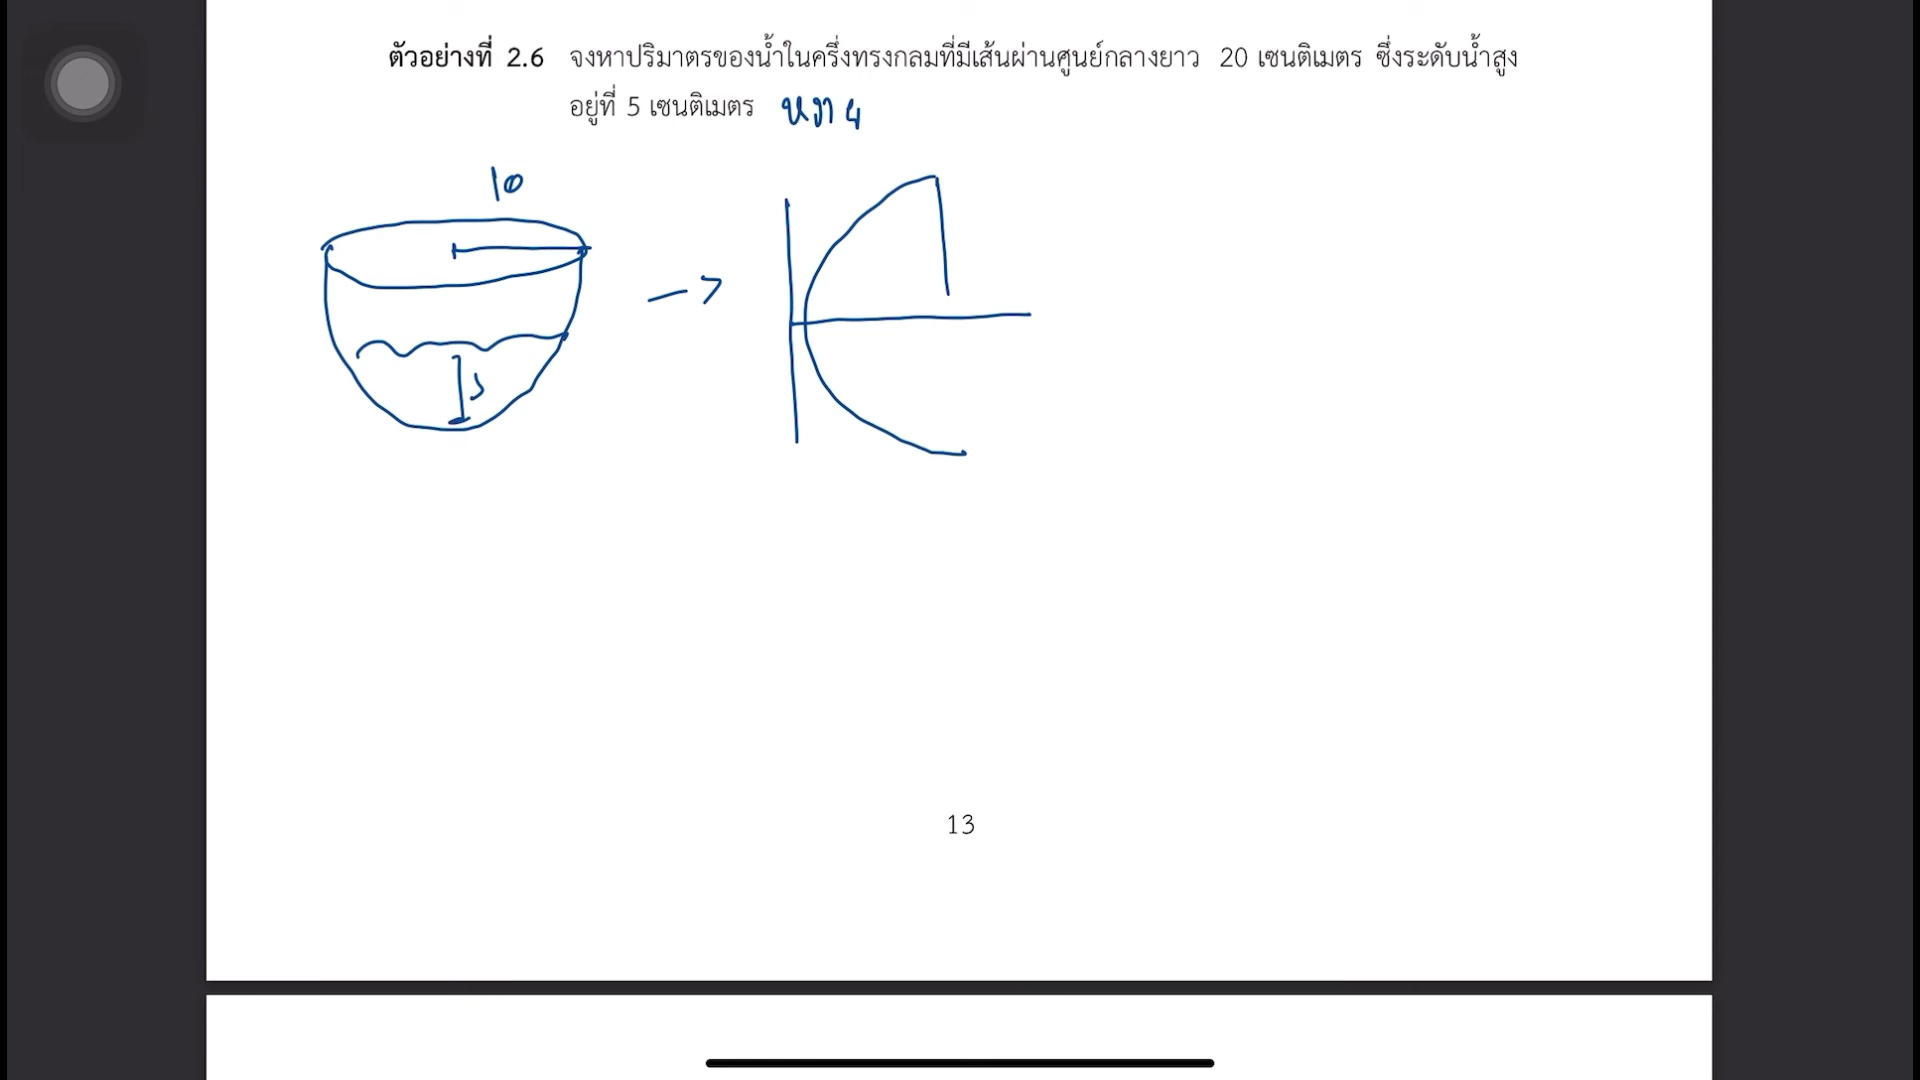 ตัวอย่างที่ 2.6 จงหาปริมาตรของน้ำในครึ่งทรงกลมที่มีเส้นผ่านศูนย์กลางยาว 20 เซนติเมตร ซึ่งระดับน้ำสูง
อยู่ที่ 5 เซนติเมตร
10
5
13